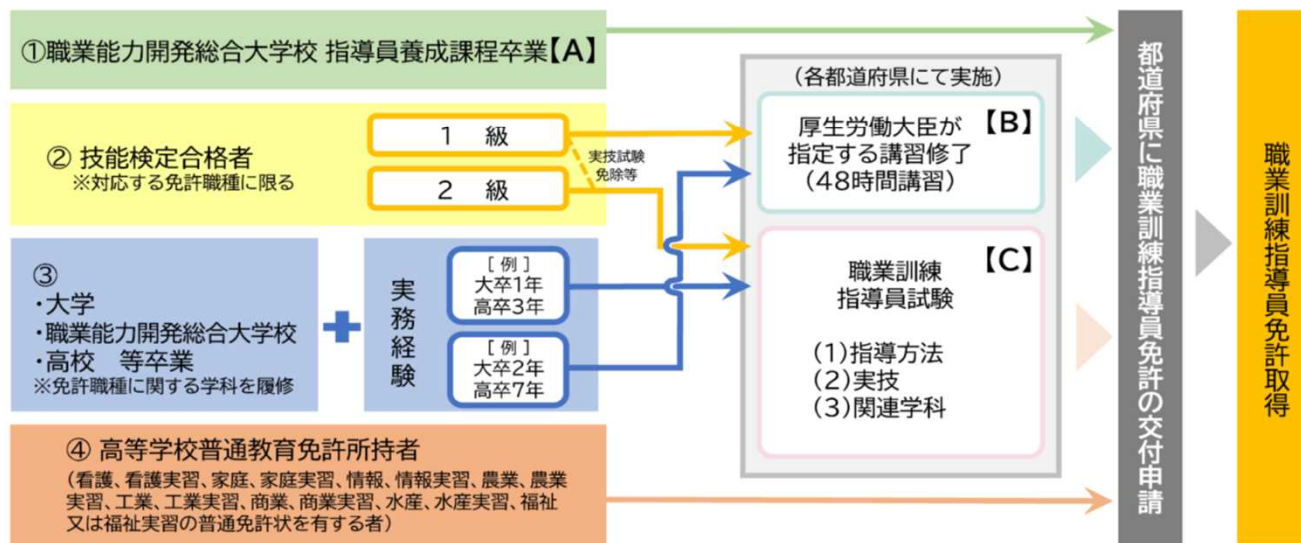 ①職業能力開発総合大学校 指導員養成課程卒業【A】
② 技能検定合格者
※対応する免許職種に限る
1 級
2 級
実技試験
免除等
③
・大学
・職業能力開発総合大学校
・高校 等卒業
※免許職種に関する学科を履修
実務経験
[ 例 ]
大卒1年
高卒3年
[ 例 ]
大卒2年
高卒7年
④ 高等学校普通教育免許所持者
(看護、看護実習、家庭、家庭実習、情報、情報実習、農業、農業
実習、工業、工業実習、商業、商業実習、水産、水産実習、福祉
又は福祉実習の普通免許状を有する者)
(各都道府県にて実施)
厚生労働大臣が
指定する講習修了
(48時間講習)
【B】
職業訓練
指導員試験
【C】
(1)指導方法
(2)実技
(3)関連学科
都道府県に職業訓練指導員免許の交付申請
職業訓練指導員免許取得